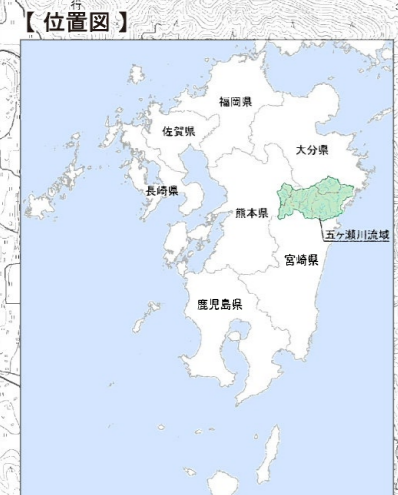 行
【 位置図 】
福岡県
佐賀県
大分県
長崎県
熊本県
五ヶ瀬川流域
宮崎県
鹿児島県